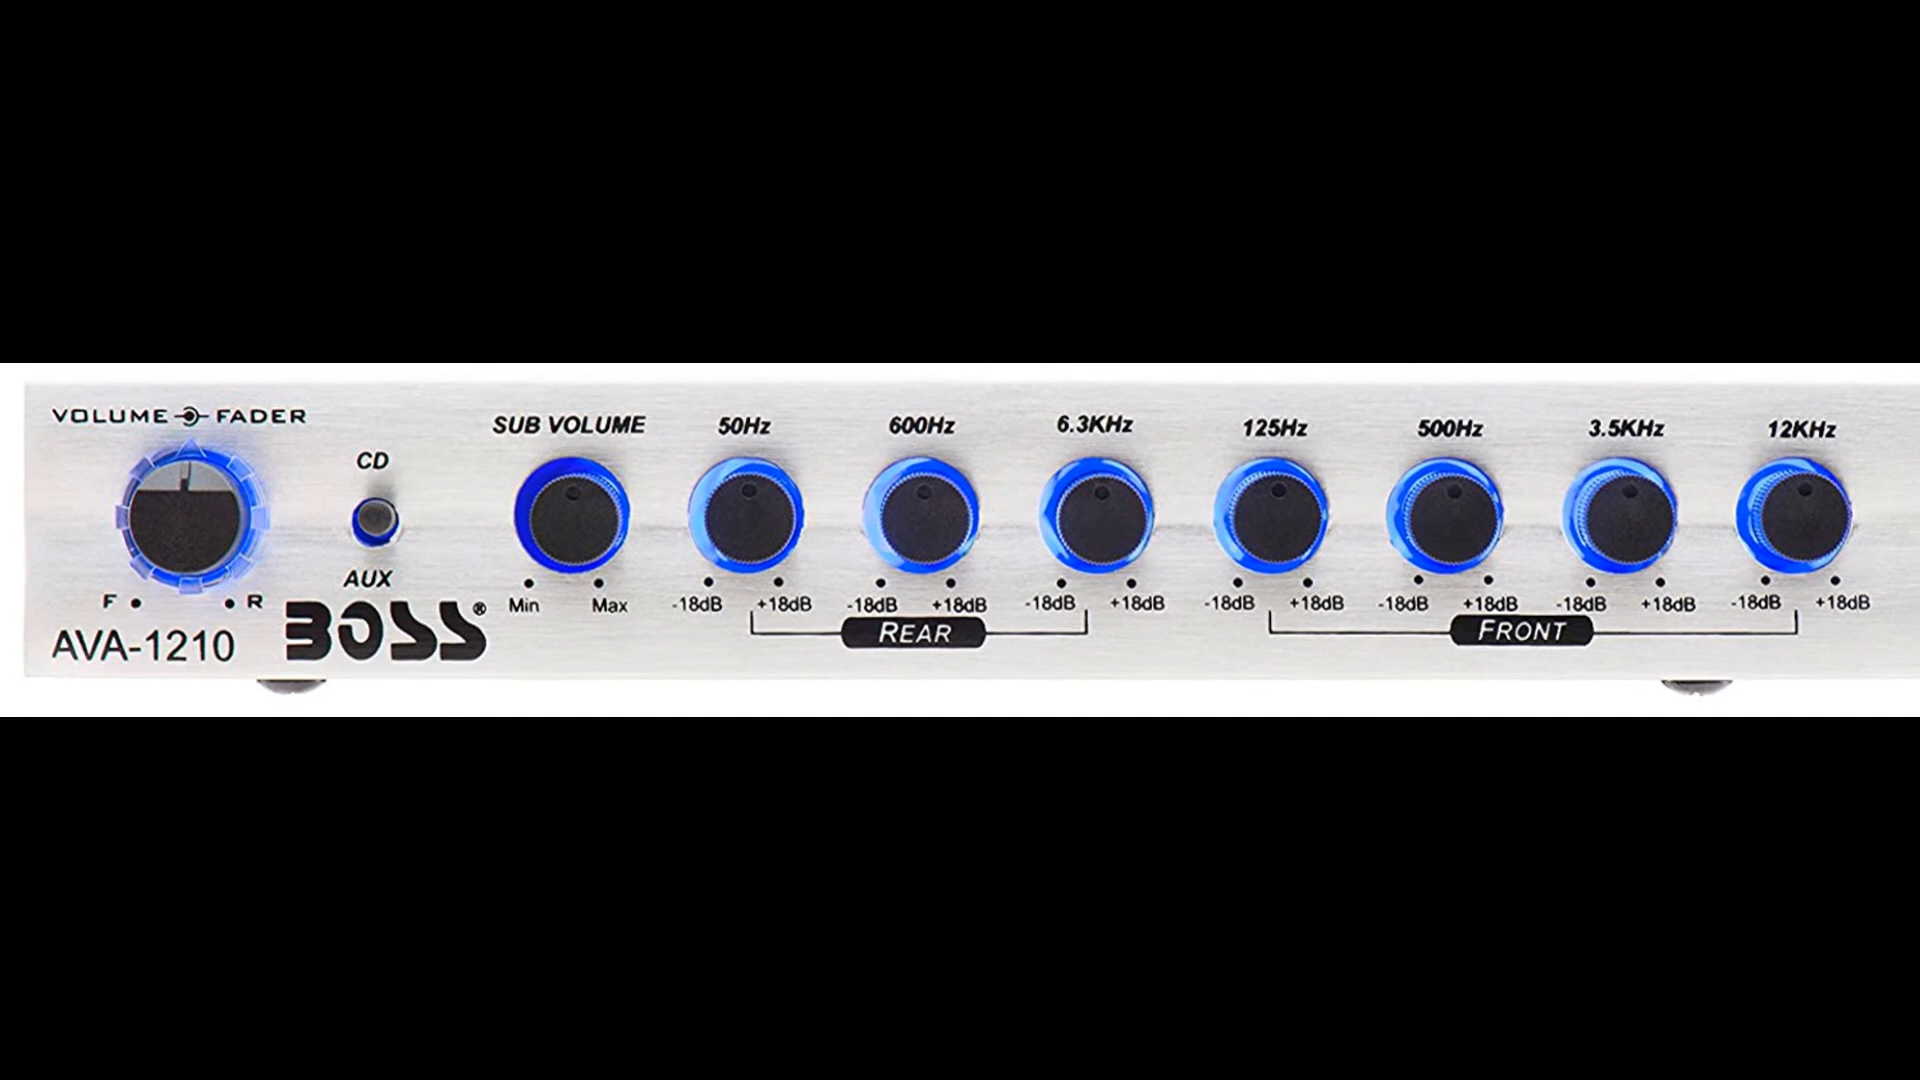 VOLUME FADER
CD
SUB VOLUME 50Hz 600Hz 6.3KHz 125Hz 500Hz 3.5KHz 12KHz
AUX
F R
Min Max -18dB +18dB -18dB +18dB -18dB +18dB -18dB +18dB -18dB +18dB -18dB +18dB -18dB +18dB
AVA-1210 BOSS® REAR FRONT